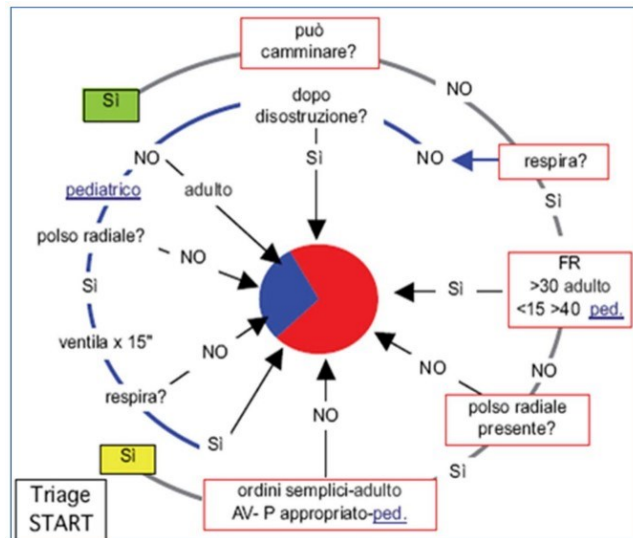 può
camminare?
Sì
NO
dopo
disostruzione?
NO
Sì
NO
respira?
pediatrico
adulto
Sì
polso radiale?
NO
FR
>30 adulto
<15 >40 ped.
Sì
Sì
ventila x 15"
NO
NO
NO
respira?
NO
polso radiale
presente?
Sì
Sì
Sì
ordini semplici-adulto
AV- P appropriato-ped.
Triage
START